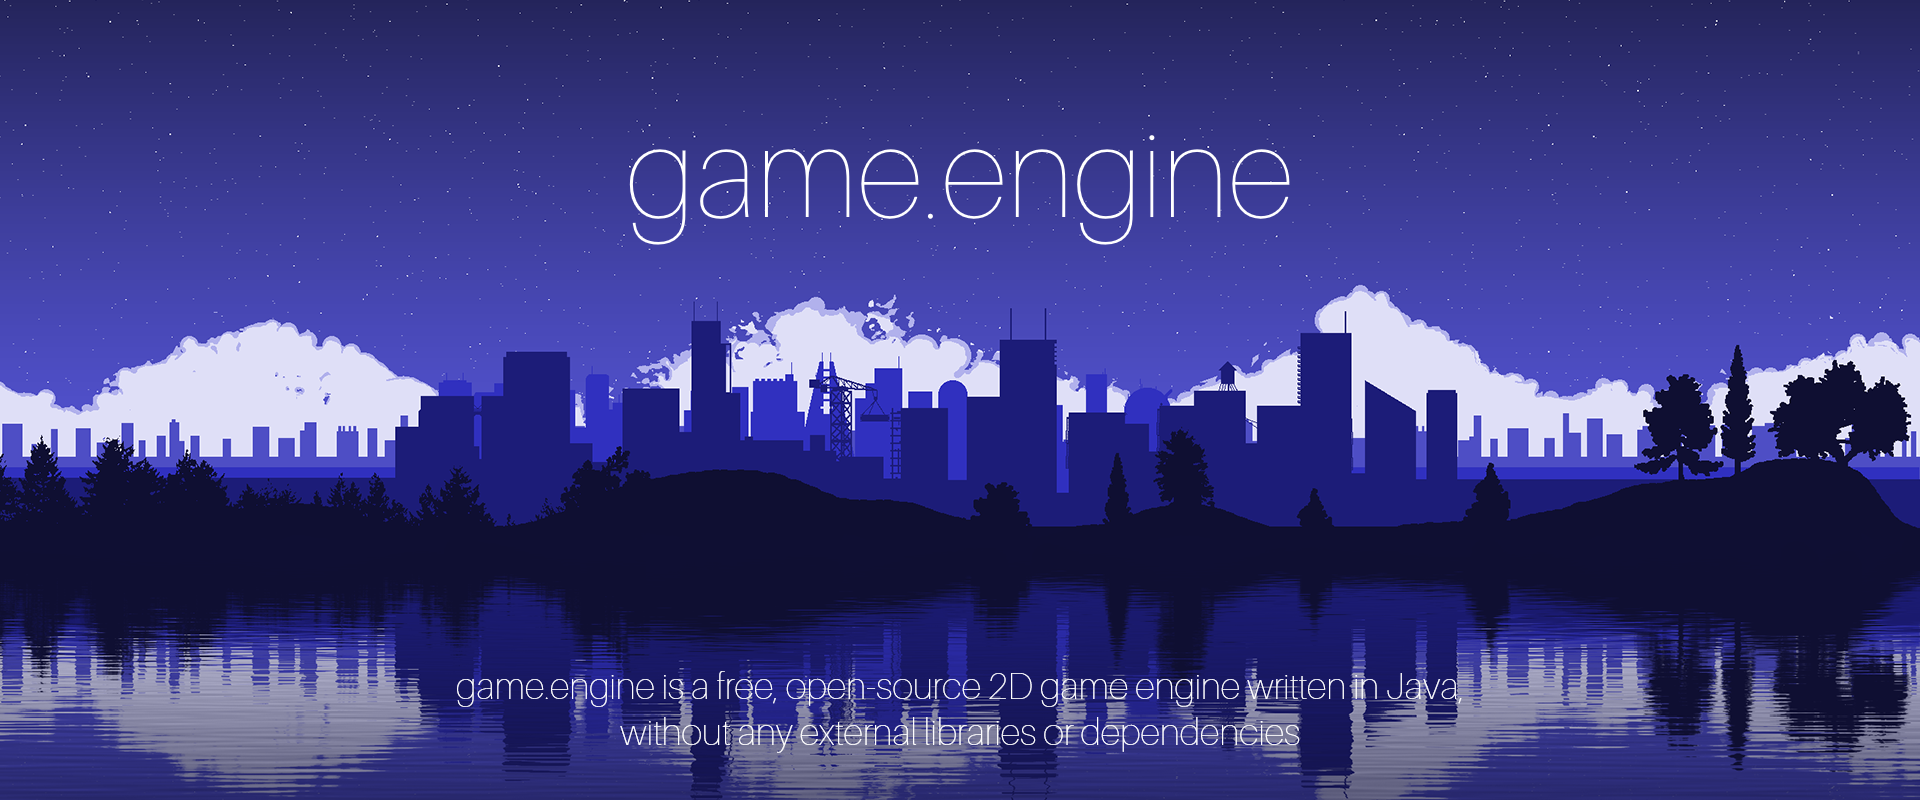 game.engine
game.engine is a free, open-source 2D game engine written in Java,
without any external libraries or dependencies